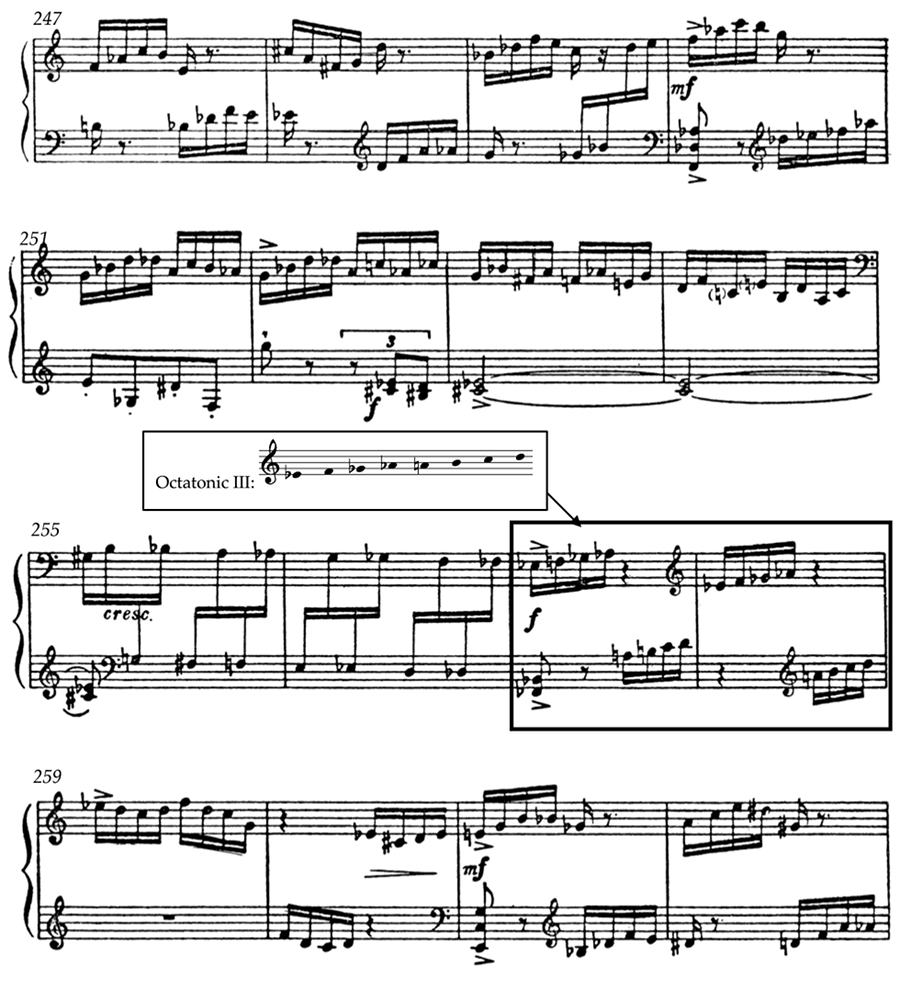 247
mf
251
3
f
Octatonic III:
255
cresc.
f
259
mf